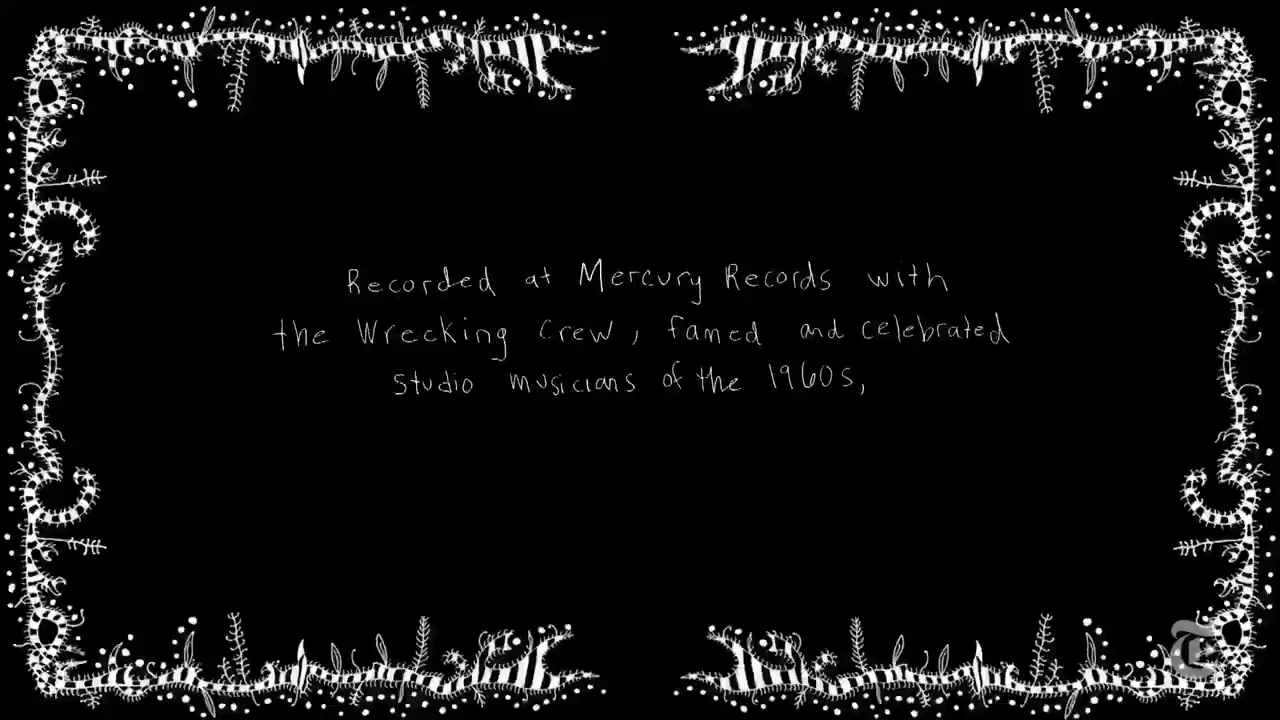 Recorded at Mercury Records with
the Wrecking Crew, famed and celebrated
studio musicians of the 1960s,